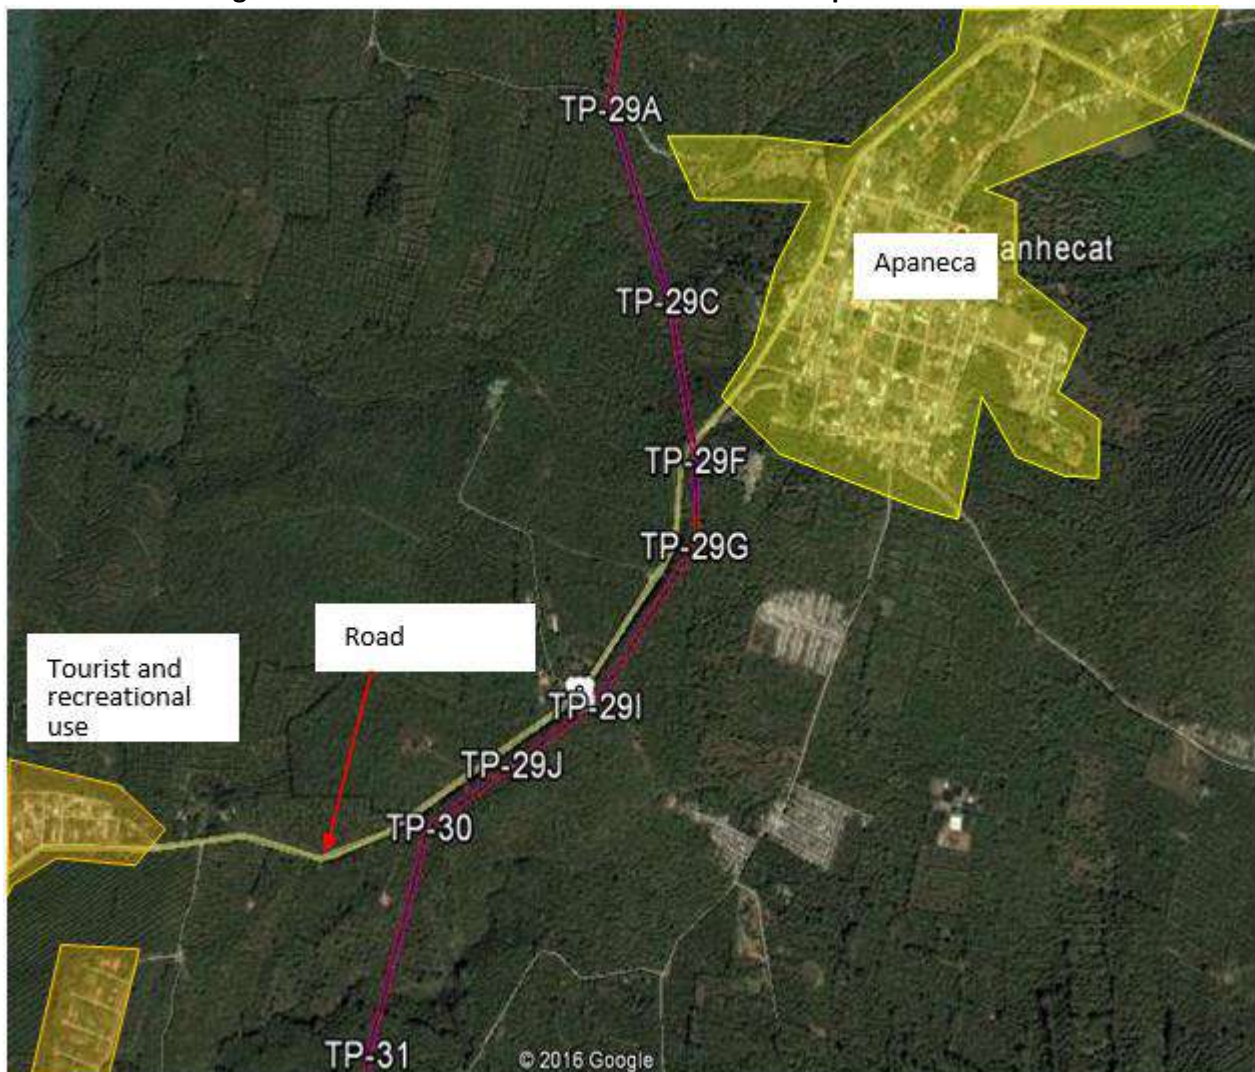 TP-29A
Apaneca
anhecat
TP-29C
TP-29F
TP-29G
Road
Tourist and
recreational
use
TP-29I
TP-29J
TP-30
TP-31
© 2016 Google